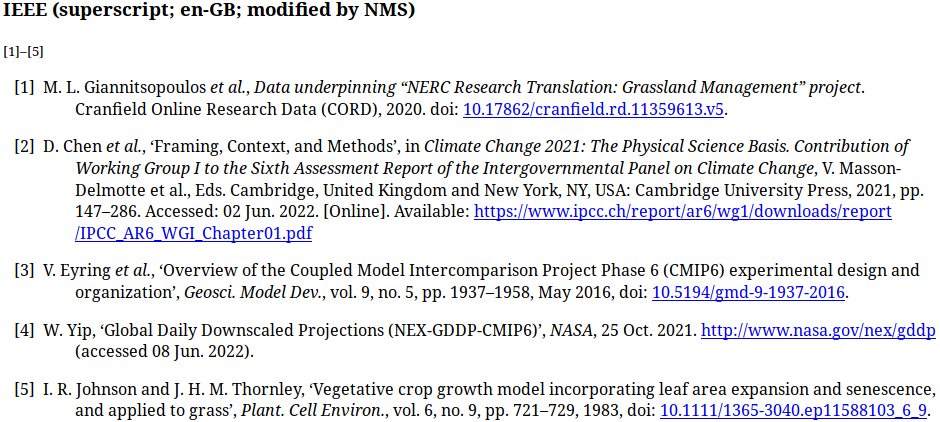 IEEE (superscript; en-GB; modified by NMS)
[1]–[5]
[1] M. L. Giannitsopoulos et al., Data underpinning “NERC Research Translation: Grassland Management” project.
Cranfield Online Research Data (CORD), 2020. doi: 10.17862/cranfield.rd.11359613.v5.
[2] D. Chen et al., ‘Framing, Context, and Methods’, in Climate Change 2021: The Physical Science Basis. Contribution of
Working Group I to the Sixth Assessment Report of the Intergovernmental Panel on Climate Change, V. Masson-
Delmotte et al., Eds. Cambridge, United Kingdom and New York, NY, USA: Cambridge University Press, 2021, pp.
147–286. Accessed: 02 Jun. 2022. [Online]. Available: https://www.ipcc.ch/report/ar6/wg1/downloads/report
/IPCC_AR6_WGI_Chapter01.pdf
[3] V. Eyring et al., ‘Overview of the Coupled Model Intercomparison Project Phase 6 (CMIP6) experimental design and
organization’, Geosci. Model Dev., vol. 9, no. 5, pp. 1937–1958, May 2016, doi: 10.5194/gmd-9-1937-2016.
[4] W. Yip, ‘Global Daily Downscaled Projections (NEX-GDDP-CMIP6)’, NASA, 25 Oct. 2021. http://www.nasa.gov/nex/gddp
(accessed 08 Jun. 2022).
[5] I. R. Johnson and J. H. M. Thornley, ‘Vegetative crop growth model incorporating leaf area expansion and senescence,
and applied to grass’, Plant. Cell Environ., vol. 6, no. 9, pp. 721–729, 1983, doi: 10.1111/1365-3040.ep11588103_6_9.